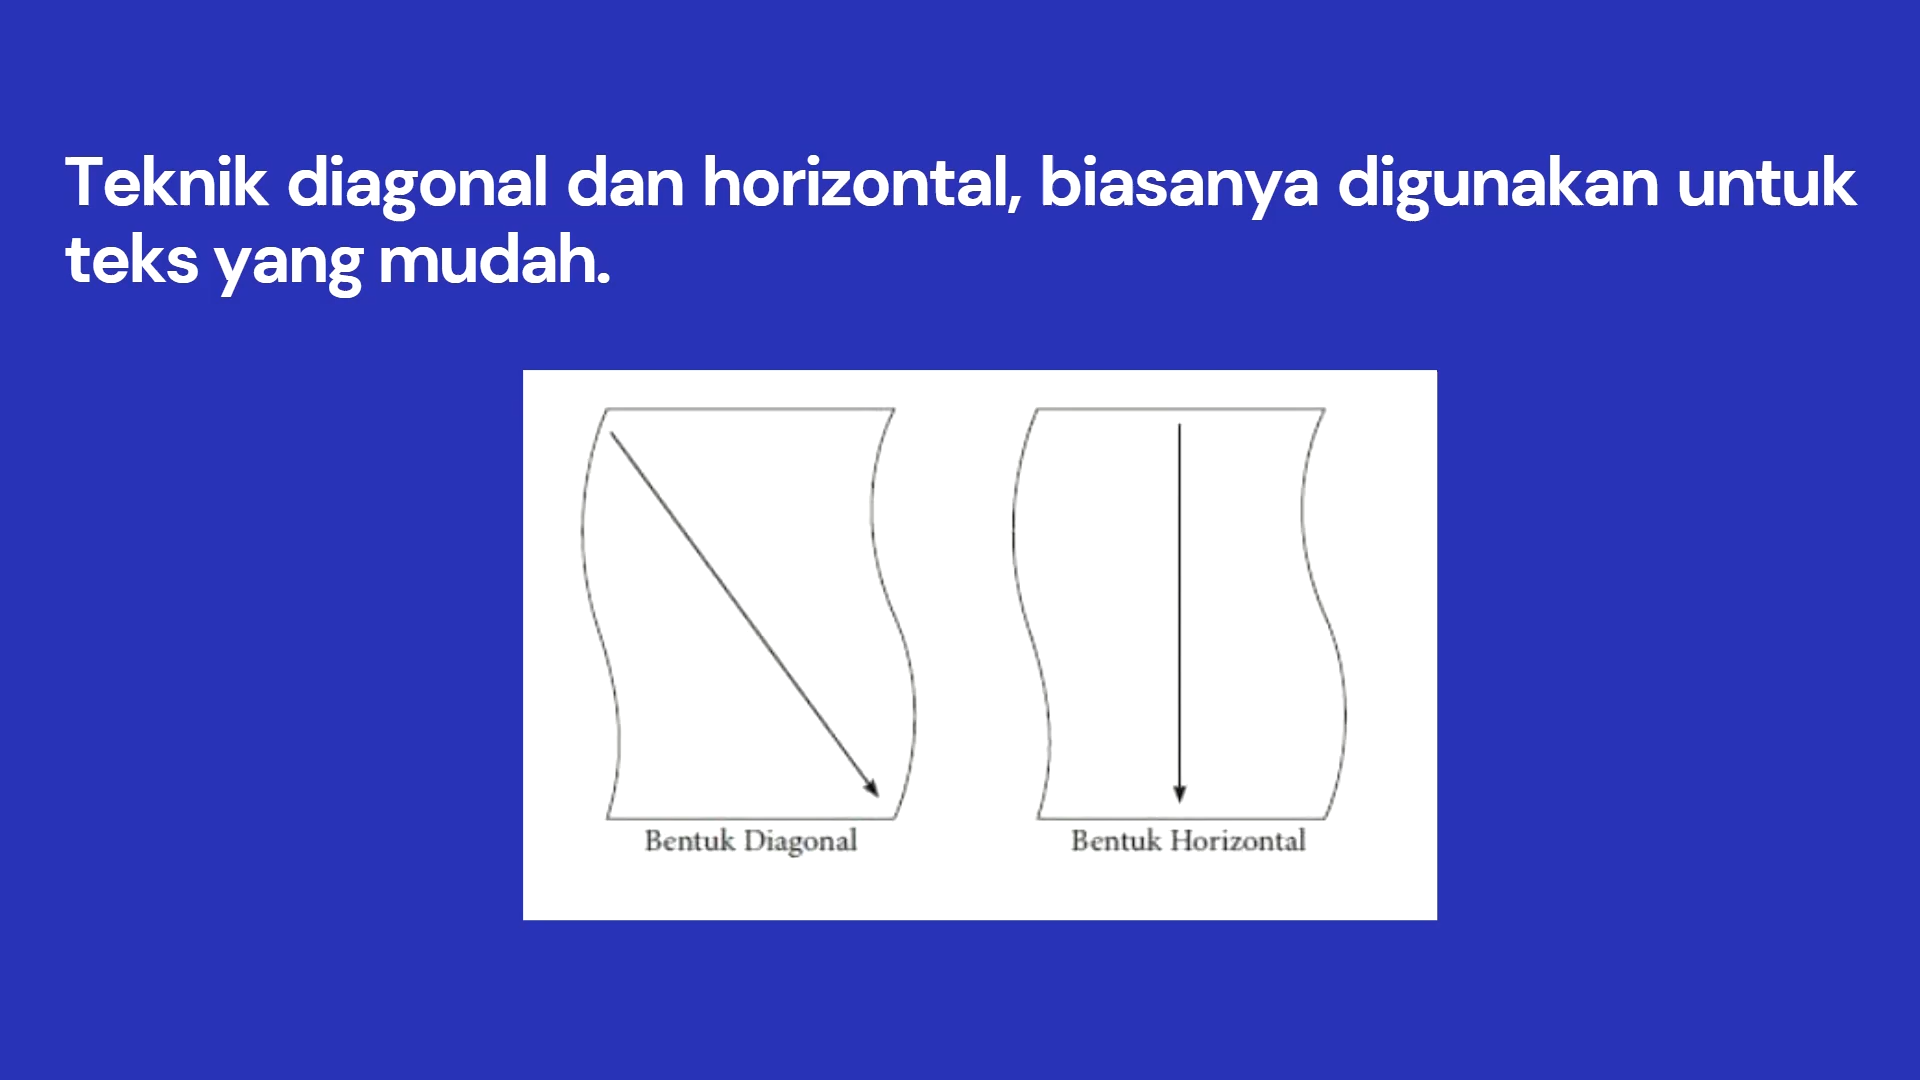 Teknik diagonal dan horizontal, biasanya digunakan untuk
teks yang mudah.
Bentuk Diagonal
Bentuk Horizontal